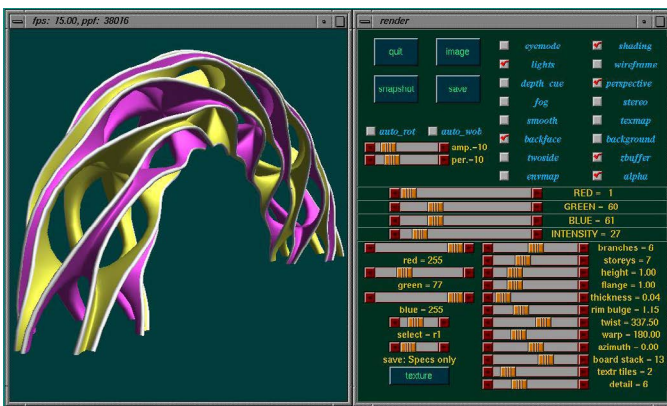 fps: 15.00, ppf: 38016
render
quit
image
snapshot
save
eyemode
shading
lights
wireframe
depth_cue
perspective
fog
stereo
smooth
texmap
backface
background
twoside
zbuffer
envmap
alpha
auto_rot
auto_wob
amp.=10
per.=10
RED = 1
GREEN = 60
BLUE = 61
INTENSITY = 27
red = 255
green = 77
blue = 255
select = r1
save: Specs only
texture
branches = 6
storeys = 7
height = 1.00
flange = 1.00
thickness = 0.04
rim bulge = 1.15
twist = 337.50
warp = 180.00
azimuth = 0.00
board stack = 13
textr tiles = 2
detail = 6